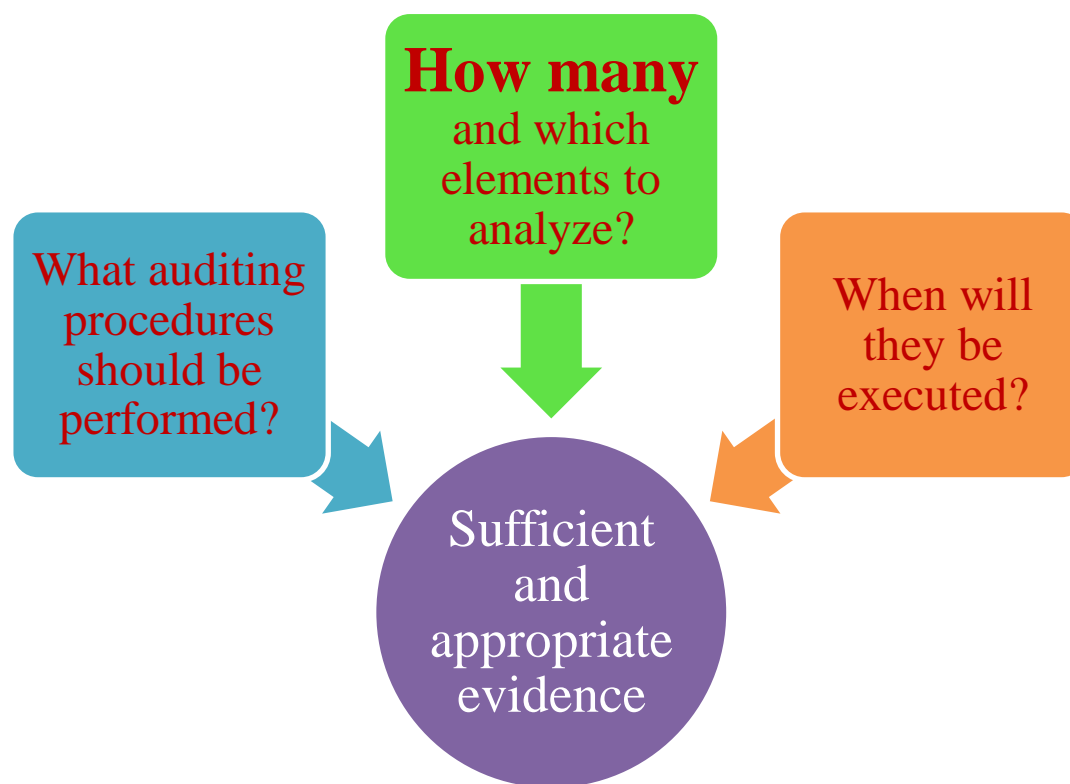 How many
and which
elements to
analyze?
What auditing
procedures
should be
performed?
When will
they be
executed?
Sufficient
and
appropriate
evidence